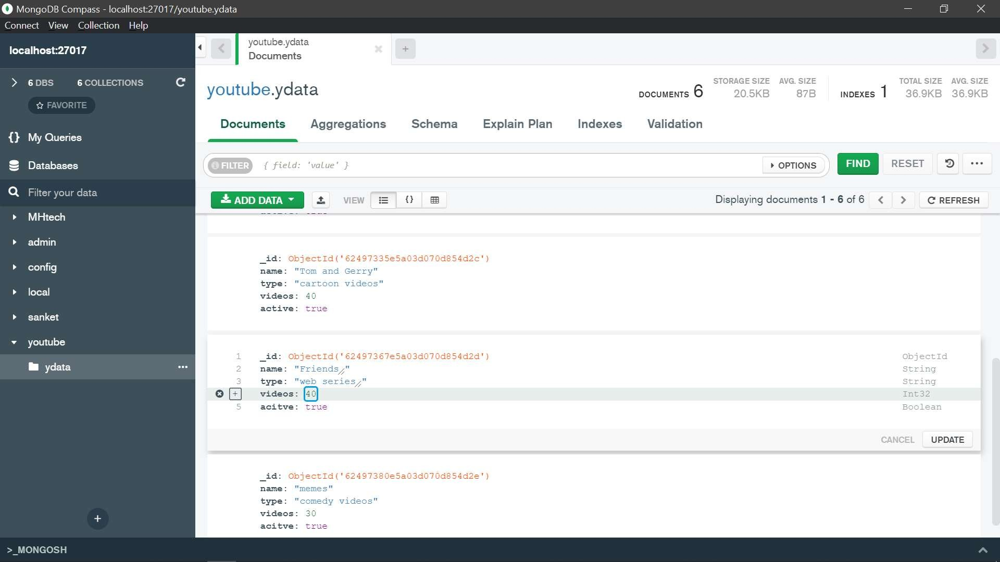 MongoDB Compass - localhost:27017/youtube.ydata
Connect View Collection Help
localhost:27017
6 DBS 6 COLLECTIONS
FAVORITE
{} My Queries
Databases
Filter your data
MHtech
admin
config
local
sanket
youtube
ydata •••
+
youtube.ydata
Documents
+
youtube.ydata
DOCUMENTS 6
STORAGE SIZE AVG. SIZE
20.5KB 87B
INDEXES 1
TOTAL SIZE AVG. SIZE
36.9KB 36.9KB
Documents Aggregations Schema Explain Plan Indexes Validation
FILTER { field: 'value' } OPTIONS FIND RESET •••
ADD DATA VIEW {} Displaying documents 1 - 6 of 6 < > REFRESH
_id: ObjectId('62497335e5a03d070d854d2c')
name: "Tom and Gerry"
type: "cartoon videos"
videos: 40
active: true
1 _id: ObjectId('62497367e5a03d070d854d2d') ObjectId
2 name: "Friends" String
3 type: "web series" String
+ videos: 40 Int32
5 acitve: true Boolean
CANCEL UPDATE
_id: ObjectId('62497380e5a03d070d854d2e')
name: "memes"
type: "comedy videos"
videos: 30
acitve: true
>_MONGOSH